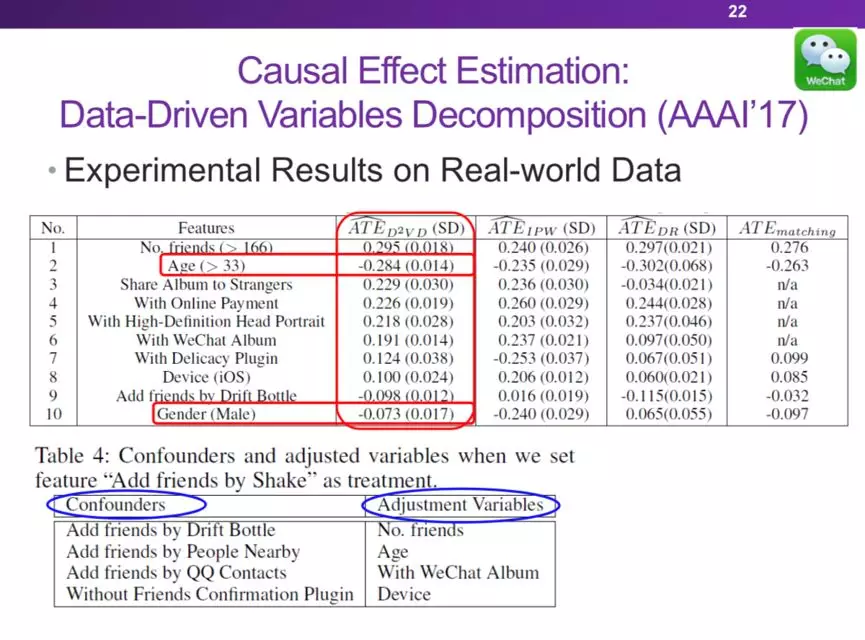 22
WeChat
Causal Effect Estimation:
Data-Driven Variables Decomposition (AAAI'17)
• Experimental Results on Real-world Data
No. Features ATE_{D²VD} (SD) ATE_{IPW} (SD) ATE_{DR} (SD) ATE_{matching}
1 No. friends (> 166) 0.295 (0.018) 0.240 (0.026) 0.297(0.021) 0.276
2 Age (> 33) -0.284 (0.014) -0.235 (0.029) -0.302(0.068) -0.263
3 Share Album to Strangers 0.229 (0.030) 0.236 (0.030) -0.034(0.021) n/a
4 With Online Payment 0.226 (0.019) 0.260 (0.029) 0.244(0.028) n/a
5 With High-Definition Head Portrait 0.218 (0.028) 0.203 (0.032) 0.237(0.046) n/a
6 With WeChat Album 0.191 (0.014) 0.237 (0.021) 0.097(0.050) n/a
7 With Delicacy Plugin 0.124 (0.038) -0.253 (0.037) 0.067(0.051) 0.099
8 Device (iOS) 0.100 (0.024) 0.206 (0.012) 0.060(0.021) 0.085
9 Add friends by Drift Bottle -0.098 (0.012) 0.016 (0.019) -0.115(0.015) -0.032
10 Gender (Male) -0.073 (0.017) -0.240 (0.029) 0.065(0.055) -0.097
Table 4: Confounders and adjusted variables when we set
feature “Add friends by Shake” as treatment.
Confounders Adjustment Variables
Add friends by Drift Bottle No. friends
Add friends by People Nearby Age
Add friends by QQ Contacts With WeChat Album
Without Friends Confirmation Plugin Device